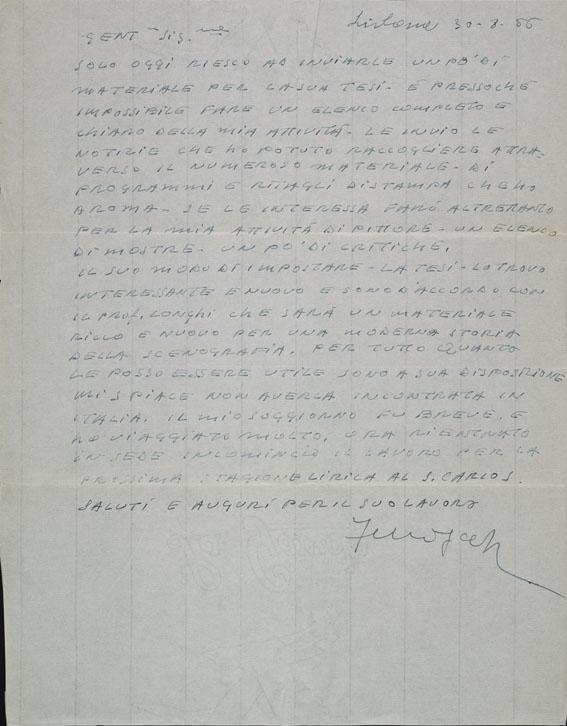 Lisbona 30-8.56
GENT SIG.na
SOLO OGGI RIESCO AD INVIARLE UN PO' DI
MATERIALE PER LA SUA TESI - È PRESSOCHÉ
IMPOSSIBILE FARE UN ELENCO COMPLETO E
CHIARO DELLA MIA ATTIVITÁ - LE INVIO LE
NOTIZIE CHE HO POTUTO RACCOGLIERE ATTRA-
VERSO IL NUMEROSO MATERIALE - DI
PROGRAMMI E RITAGLI DI STAMPA CHE HO
A ROMA - SE LE INTERESSA FARÓ ALTRETANTO
PER LA MIA ATIVITÁ DI PITTORE - UN ELENCO
DI MOSTRE - UN PO' DI CRITICHE.
IL SUO MODO DI IMPOSTARE - LA TESI - LO TROVO
INTERESSANTE E NUOVO E SONO D'ACCORDO CON
IL PROF. LONGHI CHE SARÁ UN MATERIALE
RICCO E NUOVO PER UNA MODERNA STORIA
DELLA SCENOGRAFIA. PER TUTTO QUANTO
LE POSSO ESSERE UTILE SONO A SUA DISPOSIZIONE
MI SPIACE NON AVERLA INCONTRATA IN
ITALIA. IL MIO SOGGIORNO FU BREVE, E
HO VIAGGIATO MOLTO, ORA RIENTRATO
IN SEDE INCOMINCIO IL LAVORO PER LA
PROSSIMA STAGIONE LIRICA AL S. CARLOS.
SALUTI E AUGURI PER IL SUO LAVORO